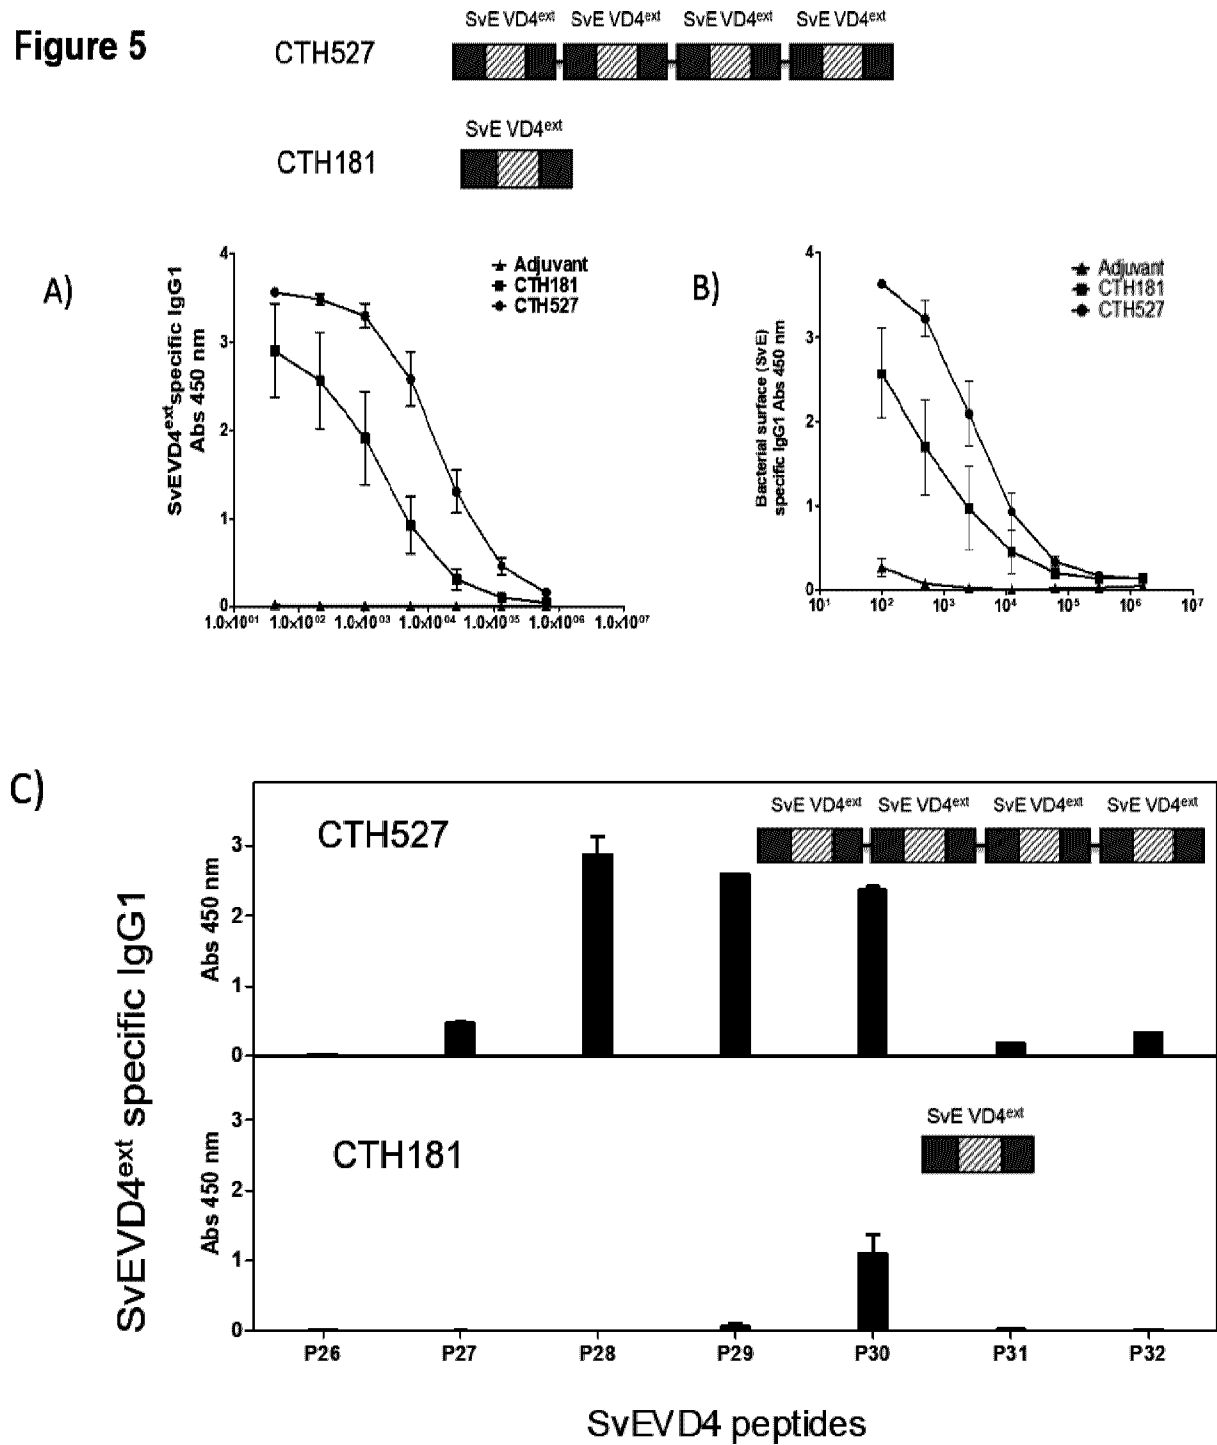 Figure 5
CTH527
SvE VD4ext SvE VD4ext SvE VD4ext SvE VD4ext
CTH181
SvE VD4ext
A)
SvEVD4ext specific IgG1
Abs 450 nm
4
3
2
1
0
Adjuvant
CTH181
CTH527
1.0x10^01 1.0x10^02 1.0x10^03 1.0x10^04 1.0x10^05 1.0x10^06 1.0x10^07
B)
Bacterial surface (SvE)
specific IgG1 Abs 450 nm
4
3
2
1
0
Adjuvant
CTH181
CTH527
10^1 10^2 10^3 10^4 10^5 10^6 10^7
C)
SvEVD4ext specific IgG1
CTH527
SvE VD4ext SvE VD4ext SvE VD4ext SvE VD4ext
Abs 450 nm
3
2
1
0
CTH181
SvE VD4ext
Abs 450 nm
3
2
1
0
P26 P27 P28 P29 P30 P31 P32
SvEVD4 peptides